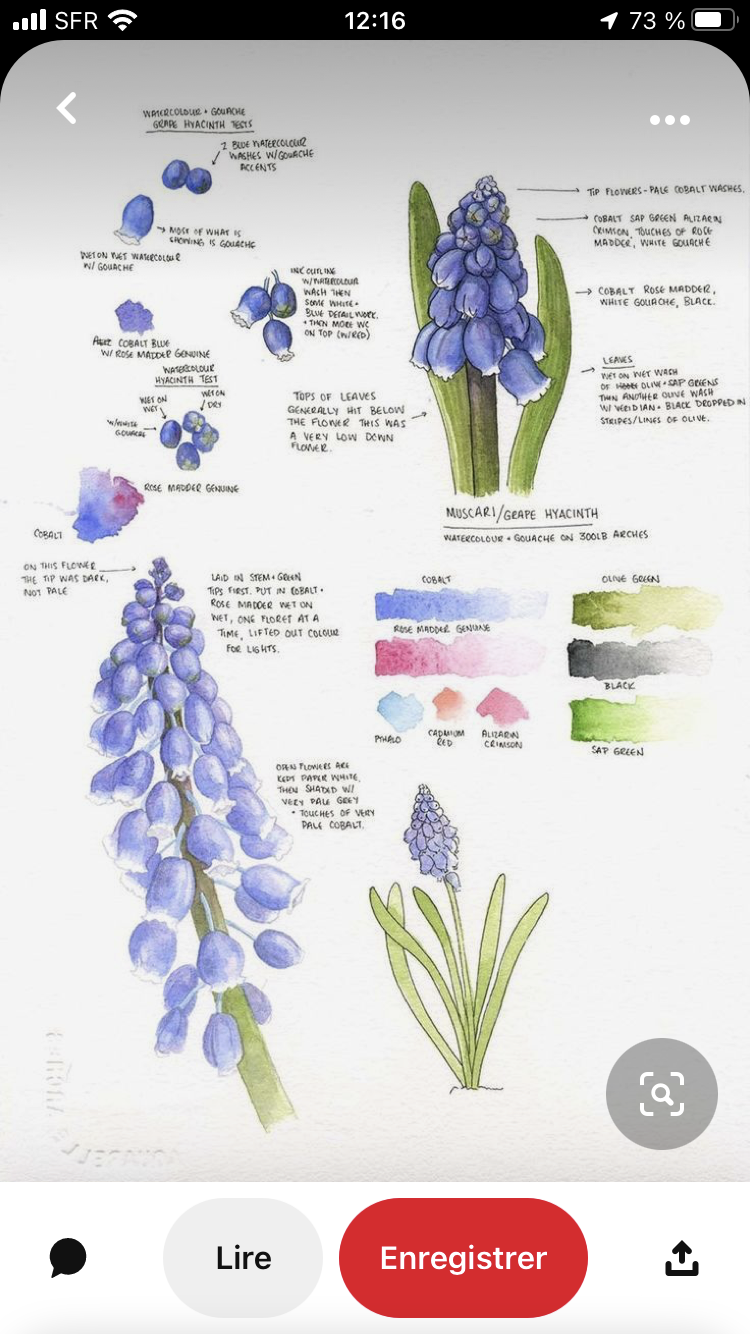 SFR
12:16
73 %
WATERCOLOUR + GOUACHE
GRAPE HYACINTH TESTS
2 BLUE WATERCOLOUR
WASHES W/GOUACHE
ACCENTS
MOST OF WHAT IS
SHOWING IS GOUACHE
WET ON WET WATERCOLOUR
W/ GOUACHE
INK OUTLINE
W/WATERCOLOUR
WASH THEN
SOME WHITE +
BLUE DETAIL WORK.
+ THEN MORE WC
ON TOP (W/RED)
COBALT BLUE
W/ ROSE MADDER GENUINE
WATERCOLOUR
HYACINTH TEST
WET ON
WET
WET ON
DRY
W/WHITE
GOUACHE
ROSE MADDER GENUINE
COBALT
TIP FLOWERS - PALE COBALT WASHES.
COBALT SAP GREEN ALIZARIN
CRIMSON, TOUCHES OF ROSE
MADDER, WHITE GOUACHE
COBALT ROSE MADDER,
WHITE GOUACHE, BLACK.
LEAVES
WET ON WET WASH
OF OLIVE + SAP GREENS
THEN ANOTHER OLIVE WASH
W/ VERIDIAN + BLACK DROPPED IN
STRIPES/LINES OF OLIVE.
TOPS OF LEAVES
GENERALLY HIT BELOW
THE FLOWER THIS WAS
A VERY LOW DOWN
FLOWER.
MUSCARI/GRAPE HYACINTH
WATERCOLOUR + GOUACHE ON 300LB ARCHES
ON THIS FLOWER
THE TIP WAS DARK,
NOT PALE
LAID IN STEM + GREEN
TIPS FIRST. PUT IN COBALT +
ROSE MADDER WET ON
WET, ONE FLORET AT A
TIME, LIFTED OUT COLOUR
FOR LIGHTS.
COBALT
ROSE MADDER GENUINE
PTHALO
CADMIUM
RED
ALIZARIN
CRIMSON
OLIVE GREEN
BLACK
SAP GREEN
OPEN FLOWERS ARE
KEPT PAPER WHITE,
THEN SHADED W/
VERY PALE GREY
+ TOUCHES OF VERY
PALE COBALT.
Lire
Enregistrer